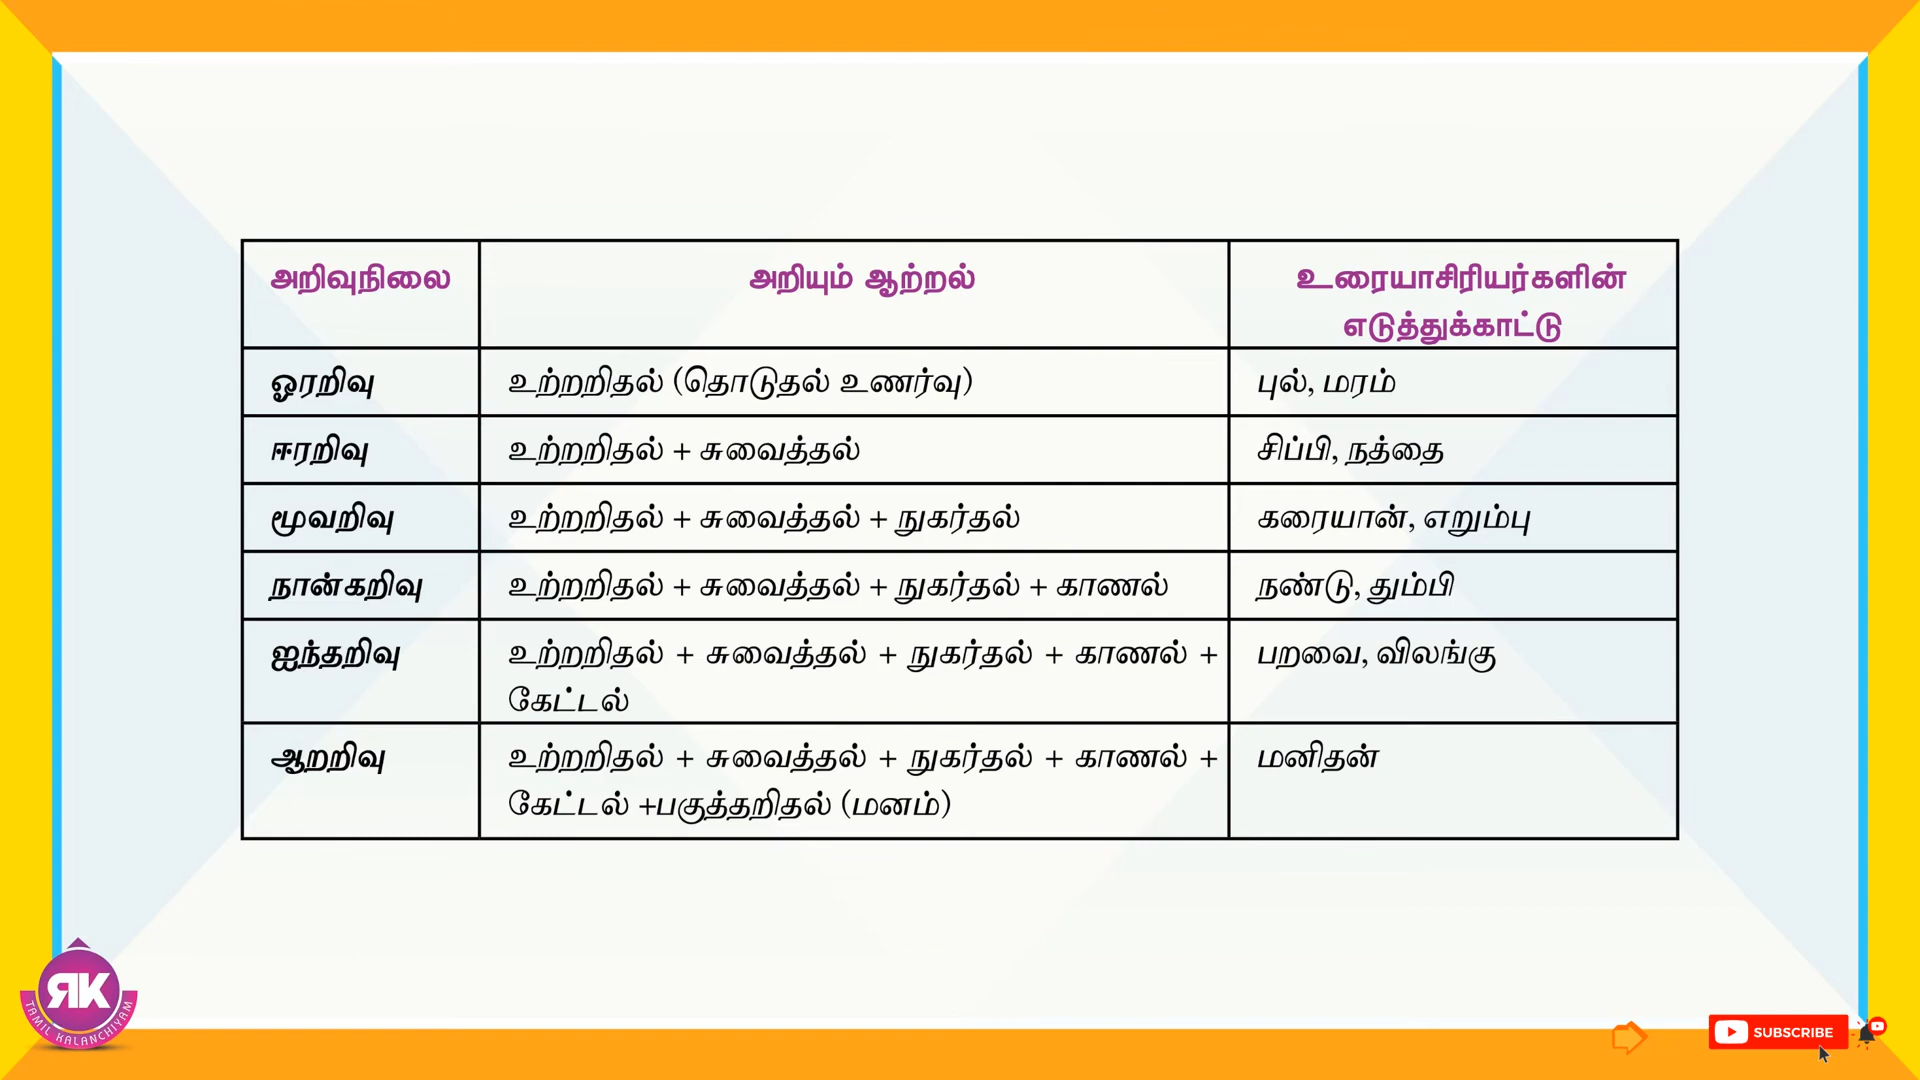 அறிவுநிலை
அறியும் ஆற்றல்
உரையாசிரியர்களின்
எடுத்துக்காட்டு
ஓரறிவு
உற்றறிதல் (தொடுதல் உணர்வு)
புல், மரம்
ஈரறிவு
உற்றறிதல் + சுவைத்தல்
சிப்பி, நத்தை
மூவறிவு
உற்றறிதல் + சுவைத்தல் + நுகர்தல்
கரையான், எறும்பு
நான்கறிவு
உற்றறிதல் + சுவைத்தல் + நுகர்தல் + காணல்
நண்டு, தும்பி
ஐந்தறிவு
உற்றறிதல் + சுவைத்தல் + நுகர்தல் + காணல் +
கேட்டல்
பறவை, விலங்கு
ஆறறிவு
உற்றறிதல் + சுவைத்தல் + நுகர்தல் + காணல் +
கேட்டல் +பகுத்தறிதல் (மனம்)
மனிதன்
RK
TAMIL KALANCHIYAM
SUBSCRIBE